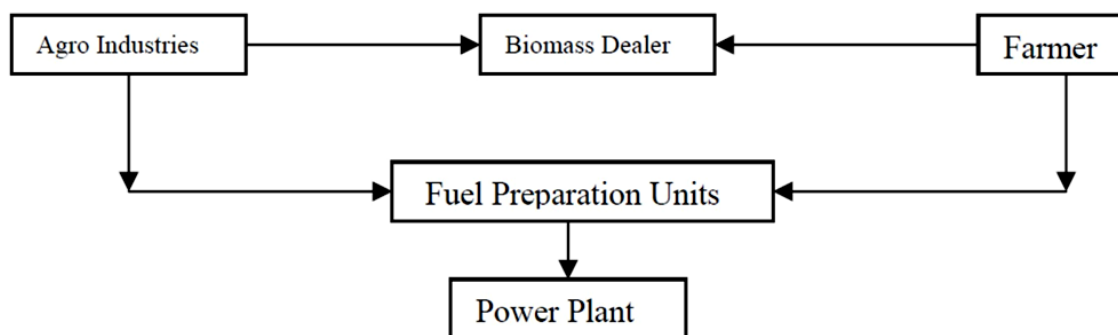 Agro Industries
Biomass Dealer
Farmer
Fuel Preparation Units
Power Plant